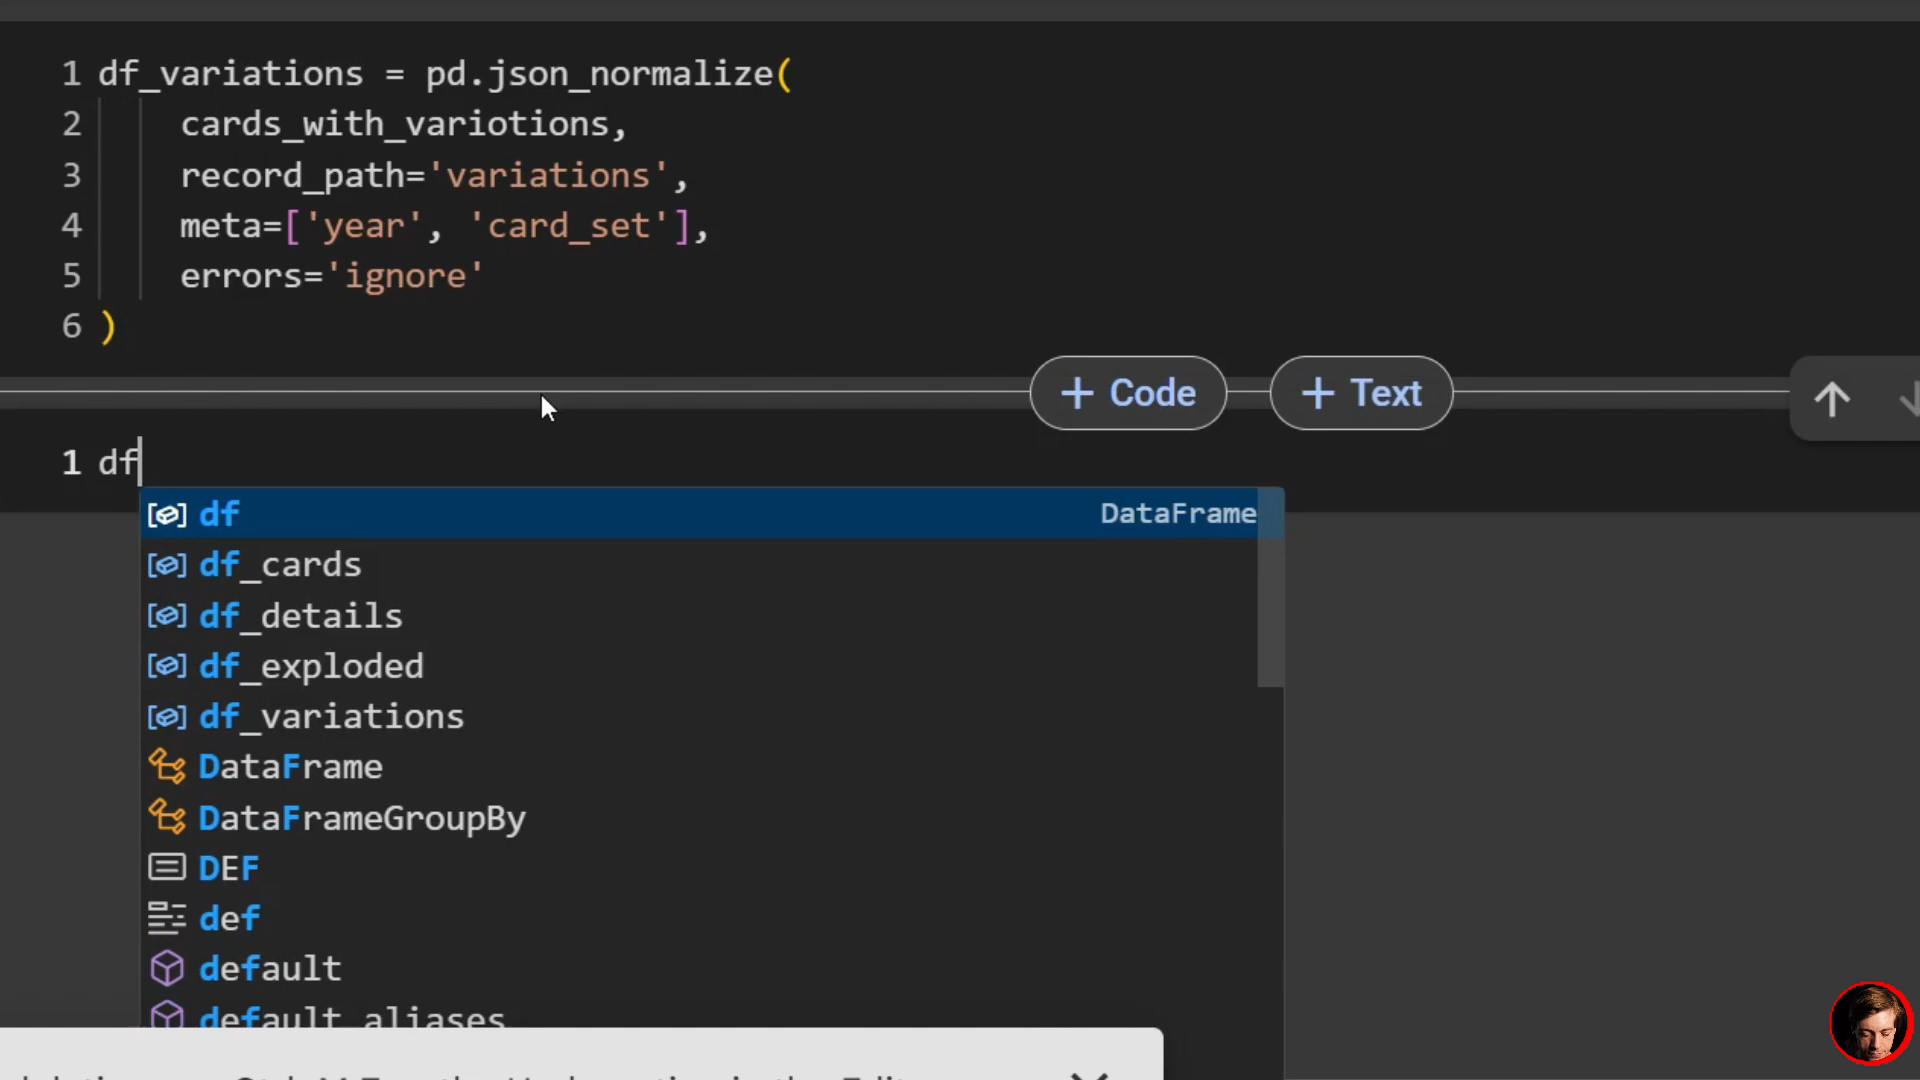 1 df_variations = pd.json_normalize(
2 cards_with_variotions,
3 record_path='variations',
4 meta=['year', 'card_set'],
5 errors='ignore'
6 )
+ Code + Text
1 df
df DataFrame
df_cards
df_details
df_exploded
df_variations
DataFrame
DataFrameGroupBy
DEF
def
default
default_aliases